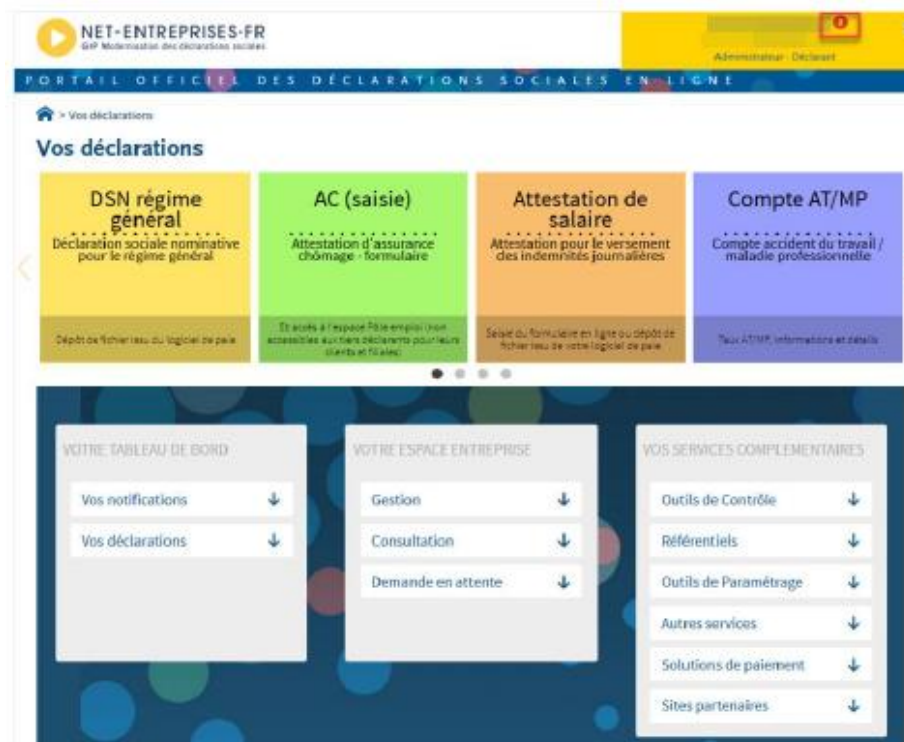 NET-ENTREPRISES-FR
GIP Modernisation des déclarations sociales
Administrateur - Déclarant
PORTAIL OFFICIEL DES DÉCLARATIONS SOCIALES EN LIGNE
> Vos déclarations
Vos déclarations
DSN régime
général
Déclaration sociale nominative
pour le régime général
Dépôt de fichier issu du logiciel de paie
AC (saisie)
Attestation d'assurance
chômage - formulaire
Et accès à l'espace Pôle emploi (non
accessibles aux tiers déclarants pour leurs
clients et filiales)
Attestation de
salaire
Attestation pour le versement
des indemnités journalières
Saisie du formulaire en ligne ou dépôt de
fichier issu de votre logiciel de paie
Compte AT/MP
Compte accident du travail /
maladie professionnelle
Taux AT/MP, informations et détails
VOTRE TABLEAU DE BORD
Vos notifications
Vos déclarations
VOTRE ESPACE ENTREPRISE
Gestion
Consultation
Demande en attente
VOS SERVICES COMPLEMENTAIRES
Outils de Contrôle
Référentiels
Outils de Paramétrage
Autres services
Solutions de paiement
Sites partenaires